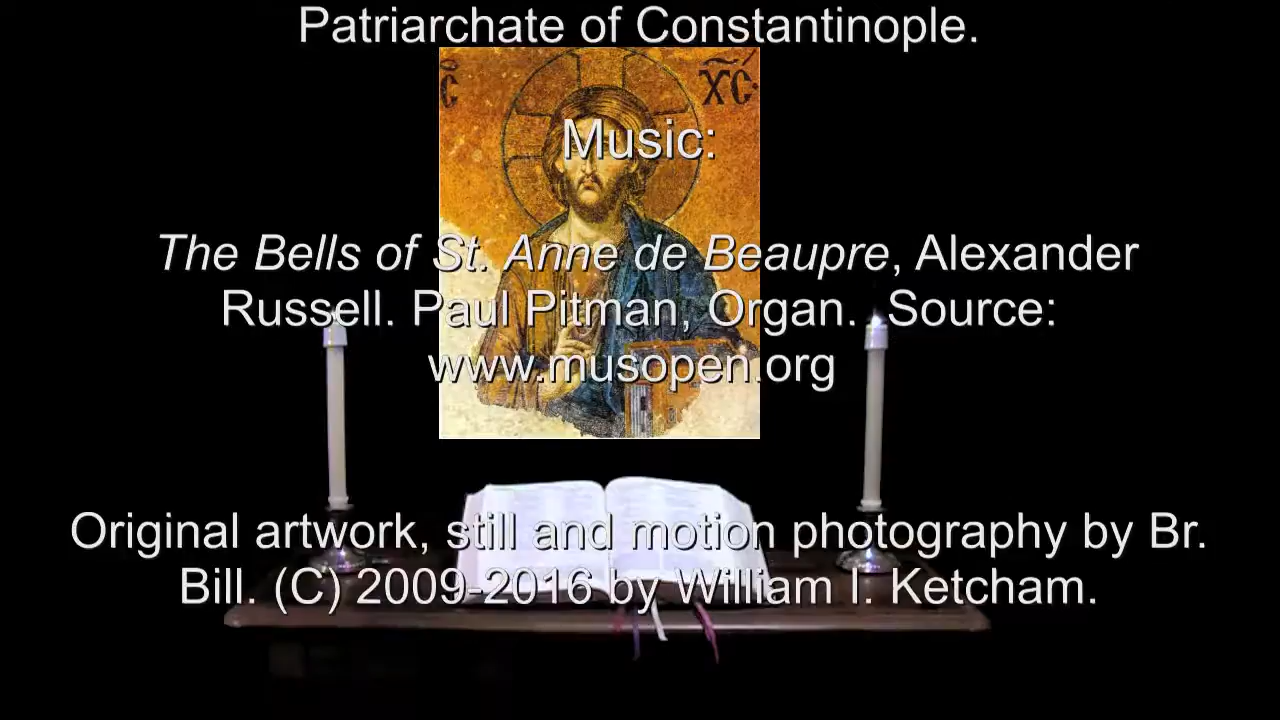 Patriarchate of Constantinople.
C̃ X̃C
Music:
The Bells of St. Anne de Beaupre, Alexander
Russell. Paul Pitman, Organ.  Source:
www.musopen.org
Original artwork, still and motion photography by Br.
Bill. (C) 2009-2016 by William I. Ketcham.